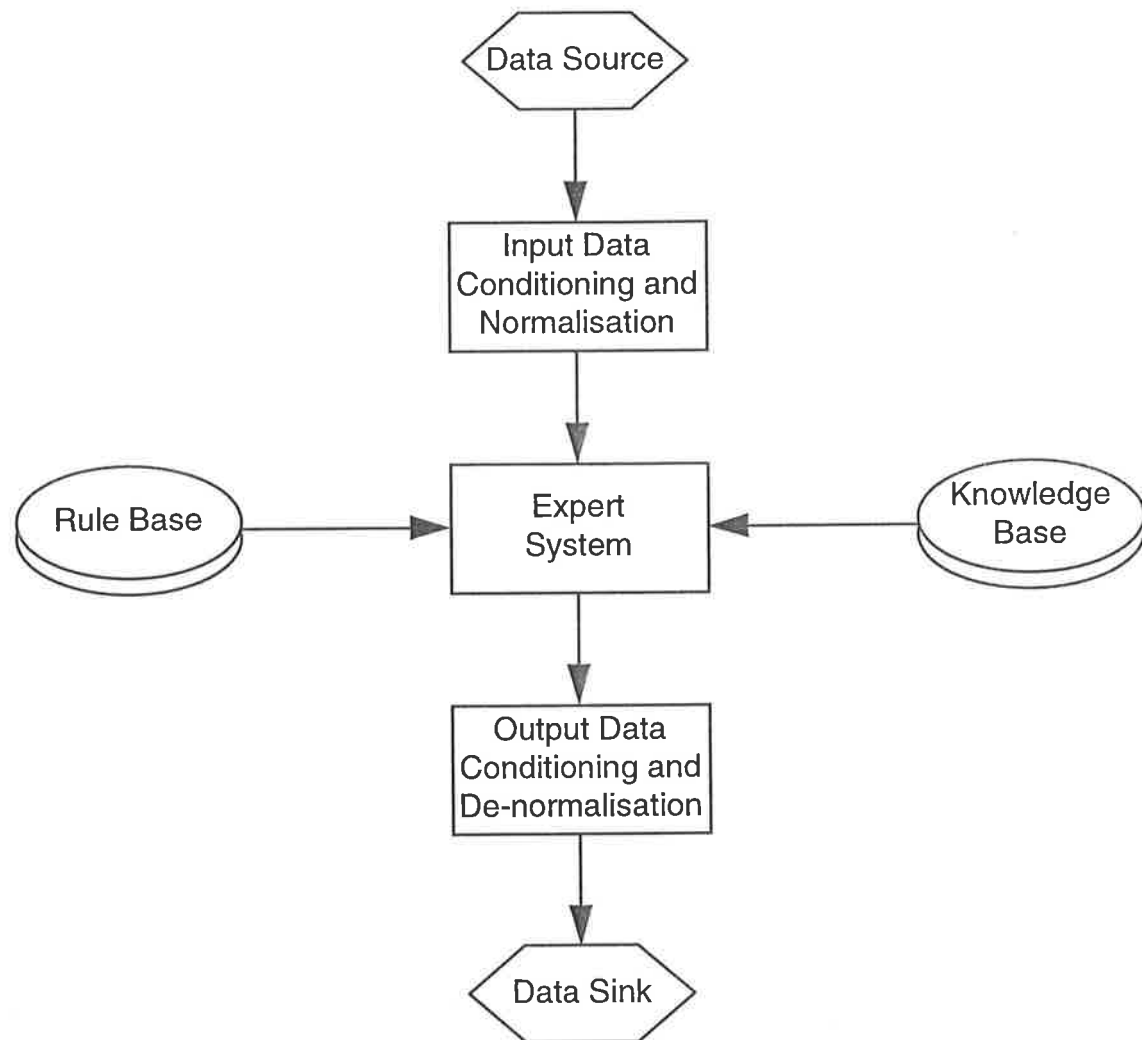 Data Source
Input Data
Conditioning and
Normalisation
Rule Base
Expert
System
Knowledge
Base
Output Data
Conditioning and
De-normalisation
Data Sink